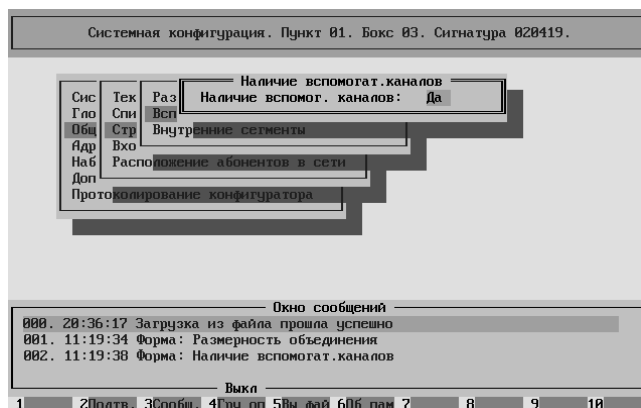 Системная конфигурация. Пункт 01. Бокс 03. Сигнатура 020419.
Наличие вспомогат.каналов
Сис Тех Раз Наличие вспомог. каналов: Да
Гло Спи Всп
Общ Стр Внутренние сегменты
Адр Вхо
Наб Расположение абонентов в сети
Доп
Протоколирование конфигуратора
Окно сообщений
000. 20:36:17 Загрузка из файла прошла успешно
001. 11:19:34 Форма: Размерность объединения
002. 11:19:38 Форма: Наличие вспомогат.каналов
Выкл
1 2Подтв. 3Сообщ. 4Гру оп 5Вы фай 6Об пам 7 8 9 10